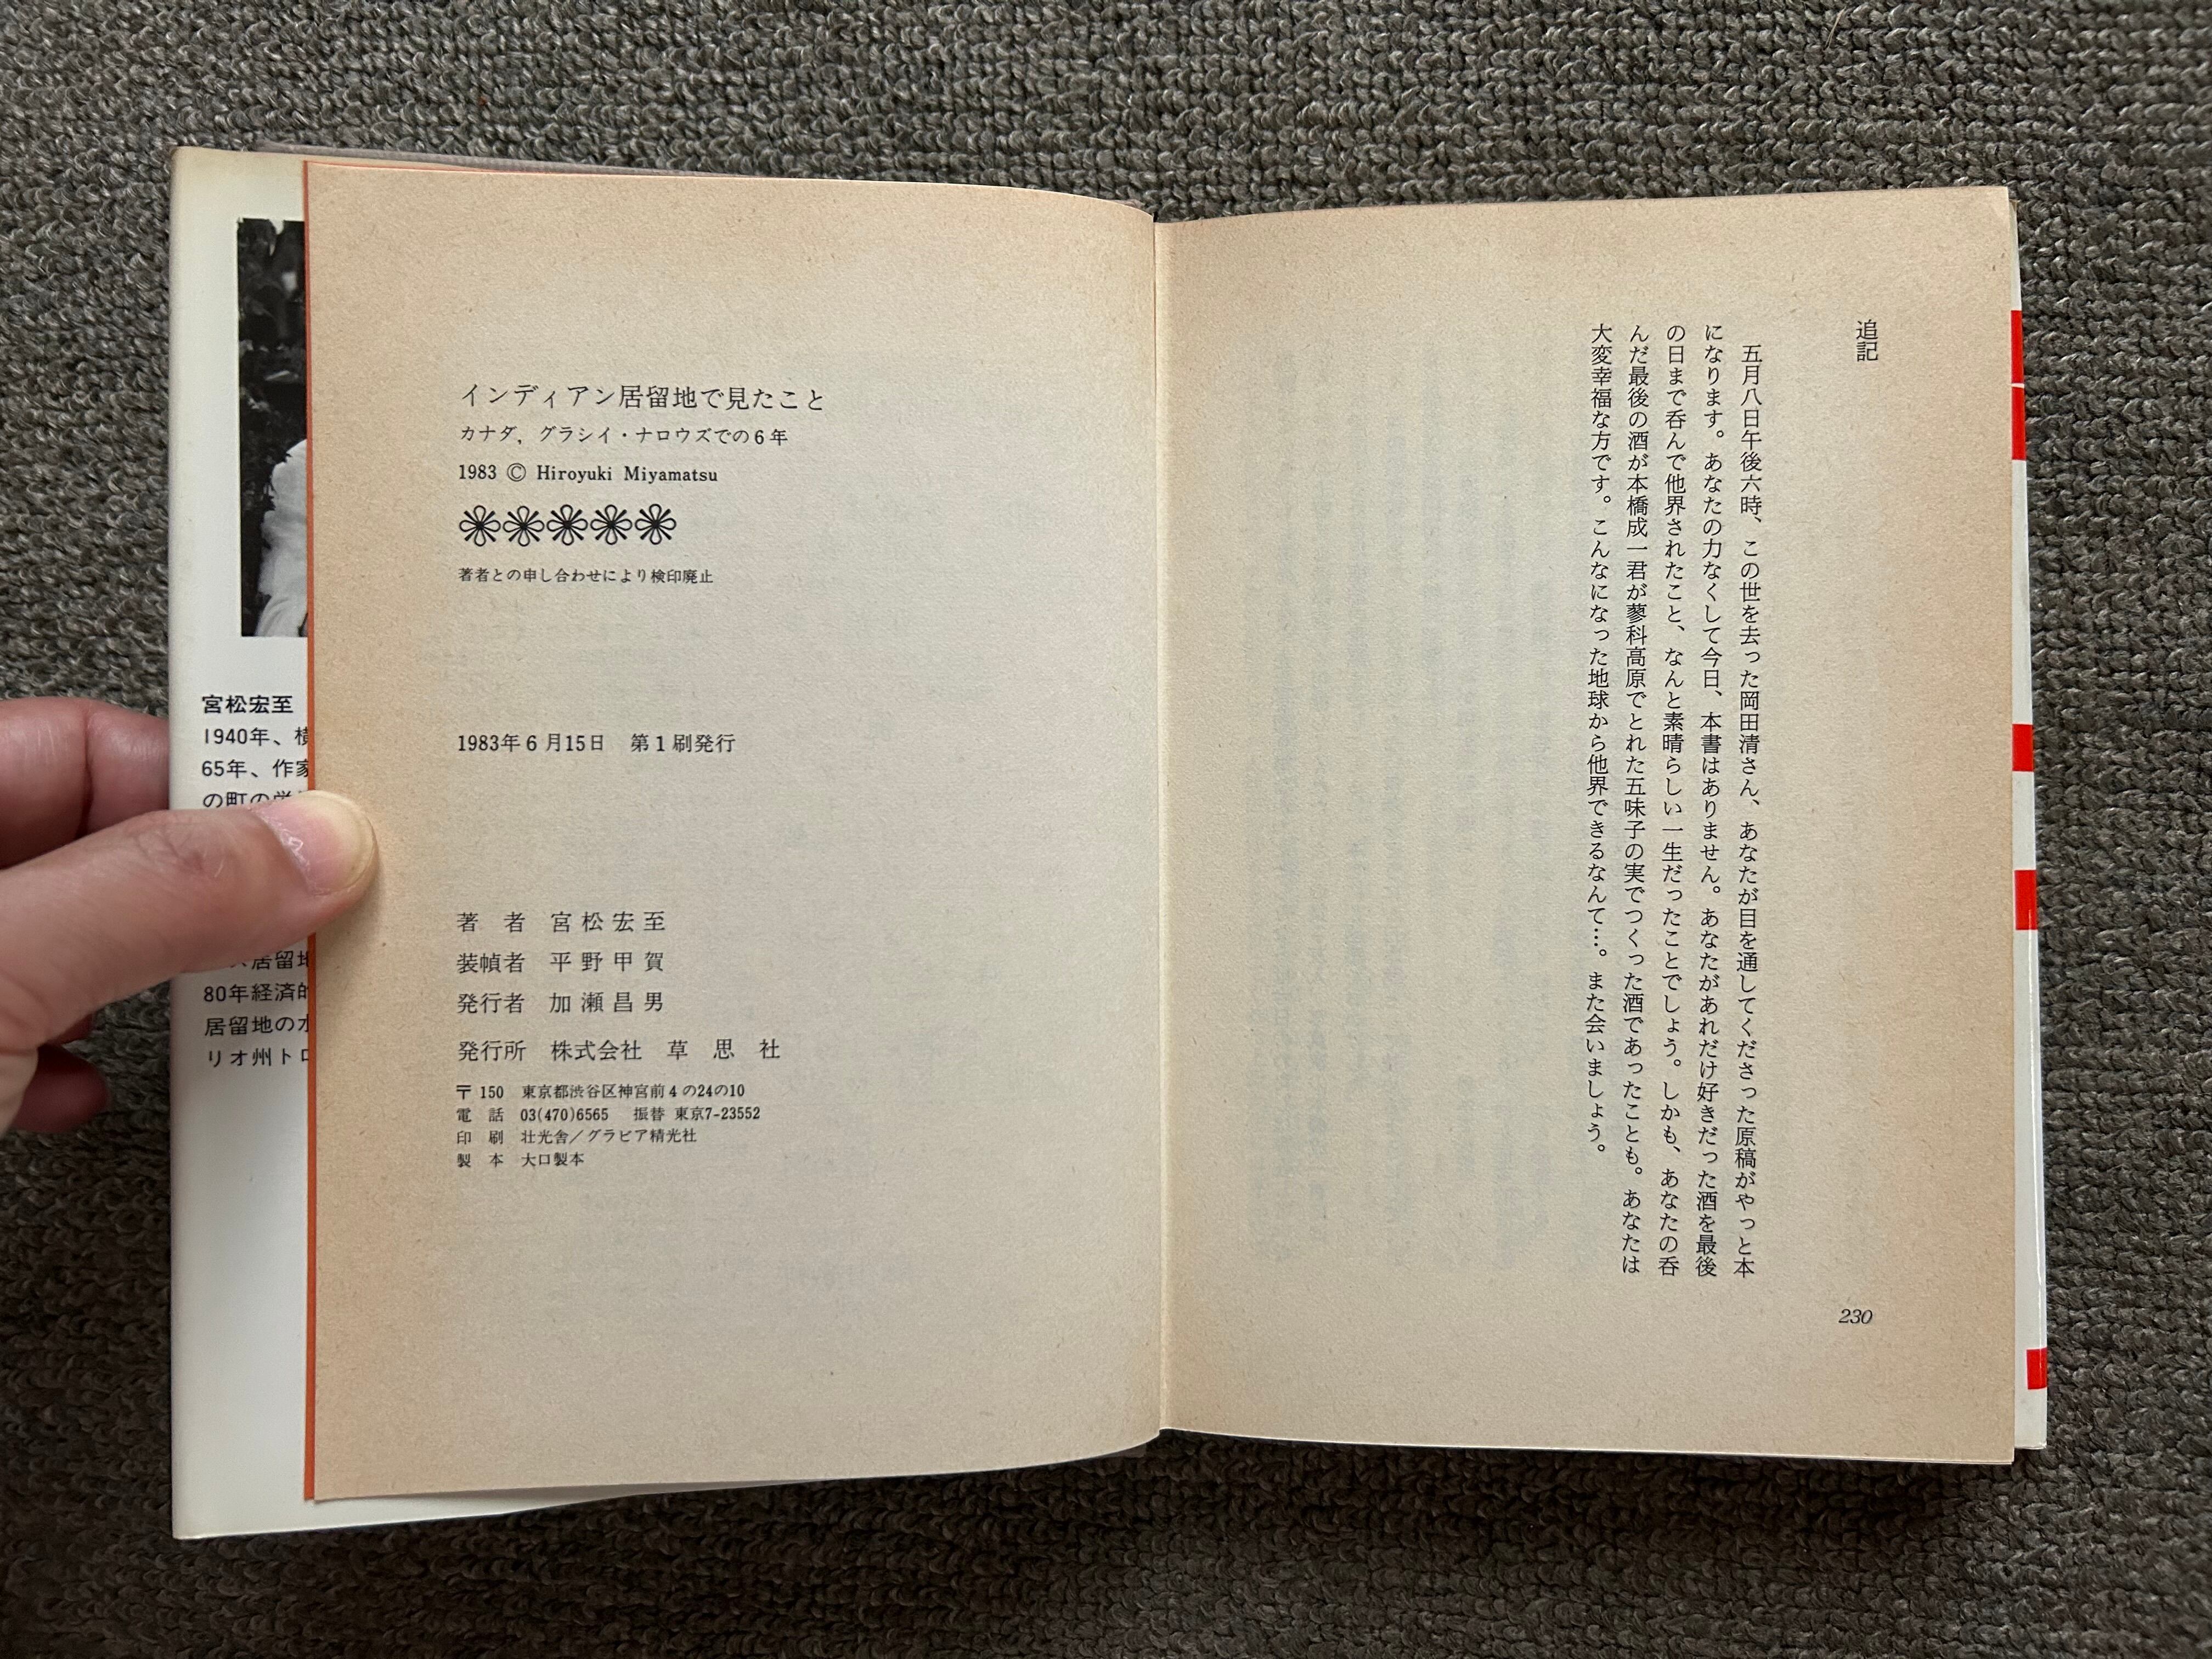 追記
五月八日午後六時、この世を去った岡田清さん、あなたが目を通してくださった原稿がやっと本
になります。あなたの力なくして今日、本書はありません。あなたがあれだけ好きだった酒を最後
の日まで呑んで他界されたこと、なんと素晴らしい一生だったことでしょう。しかも、あなたの呑
んだ最後の酒が本橋成一君が蓼科高原でとれた五味子の実でつくった酒であったことも。あなたは
大変幸福な方です。こんなになった地球から他界できるなんて…。また会いましょう。
230
インディアン居留地で見たこと
カナダ，グラシイ・ナロウズでの6年
1983 © Hiroyuki Miyamatsu
著者との申し合わせにより検印廃止
1983年6月15日　第1刷発行
著　者　宮松宏至
装幀者　平野甲賀
発行者　加瀬昌男
発行所　株式会社　草思社
〒150　東京都渋谷区神宮前4の24の10
電　話　03(470)6565　振替 東京7-23552
印　刷　壮光舎／グラビア精光社
製　本　大口製本
宮松宏至
1940年、横
65年、作家
の町の
居留地
80年経済的
居留地の水
リオ州トロ